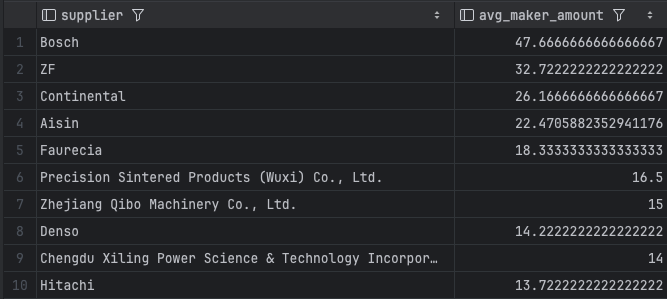 supplier avg_maker_amount
1 Bosch 47.6666666666666667
2 ZF 32.7222222222222222
3 Continental 26.1666666666666667
4 Aisin 22.4705882352941176
5 Faurecia 18.3333333333333333
6 Precision Sintered Products (Wuxi) Co., Ltd. 16.5
7 Zhejiang Qibo Machinery Co., Ltd. 15
8 Denso 14.2222222222222222
9 Chengdu Xiling Power Science & Technology Incorpor… 14
10 Hitachi 13.7222222222222222